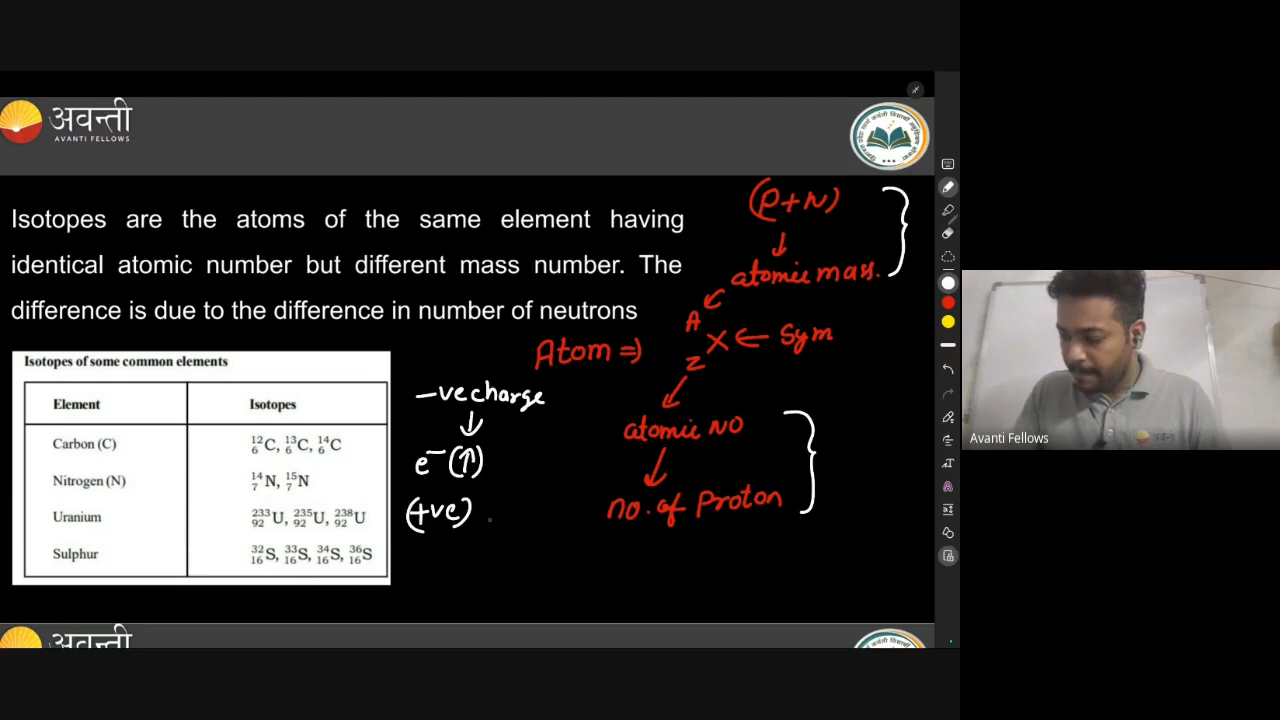 अवन्ती
AVANTI FELLOWS
Isotopes are the atoms of the same element having
identical atomic number but different mass number. The
difference is due to the difference in number of neutrons
(P+N)
↓
atomic mass.
A
X ← Sym
Z
Atom ⇒
atomic NO
↓
no. of Proton
-ve charge
↓
e⁻(↑)
(+ve)
Isotopes of some common elements
Element Isotopes
Carbon (C) ¹²₆C, ¹³₆C, ¹⁴₆C
Nitrogen (N) ¹⁴₇N, ¹⁵₇N
Uranium ²³³₉₂U, ²³⁵₉₂U, ²³⁸₉₂U
Sulphur ³²₁₆S, ³³₁₆S, ³⁴₁₆S, ³⁶₁₆S
Avanti Fellows
अवन्ती